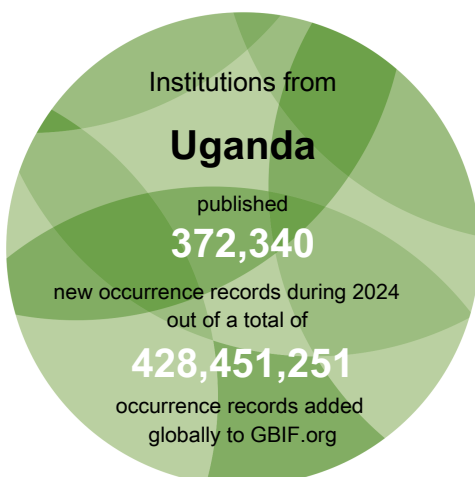 Institutions from
Uganda
published
372,340
new occurrence records during 2024
out of a total of
428,451,251
occurrence records added
globally to GBIF.org